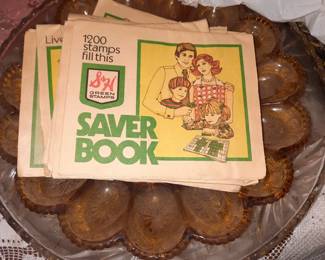 Live
1200
stamps
fill this
S&H
GREEN
STAMPS
SAVER
BOOK